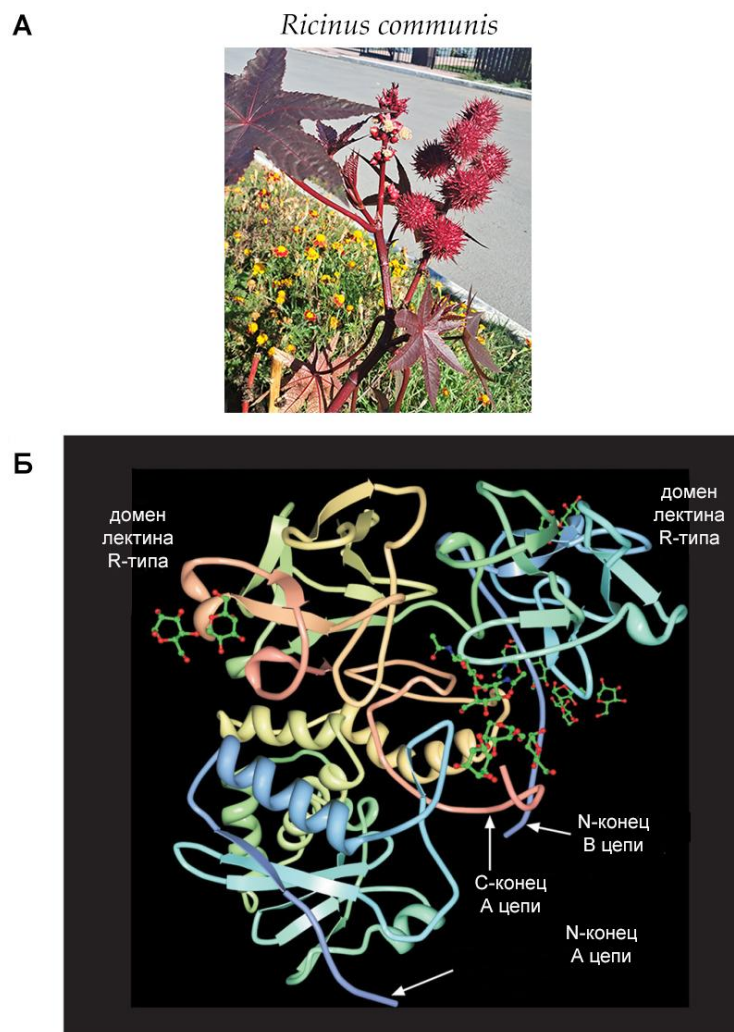 А
Ricinus communis
Б
домен
лектина
R-типа
домен
лектина
R-типа
N-конец
В цепи
С-конец
А цепи
N-конец
А цепи